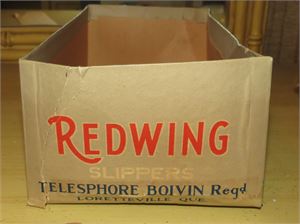 REDWING
SLIPPERS
TELESPHORE BOIVIN Regd
LORETTEVILLE QUE.